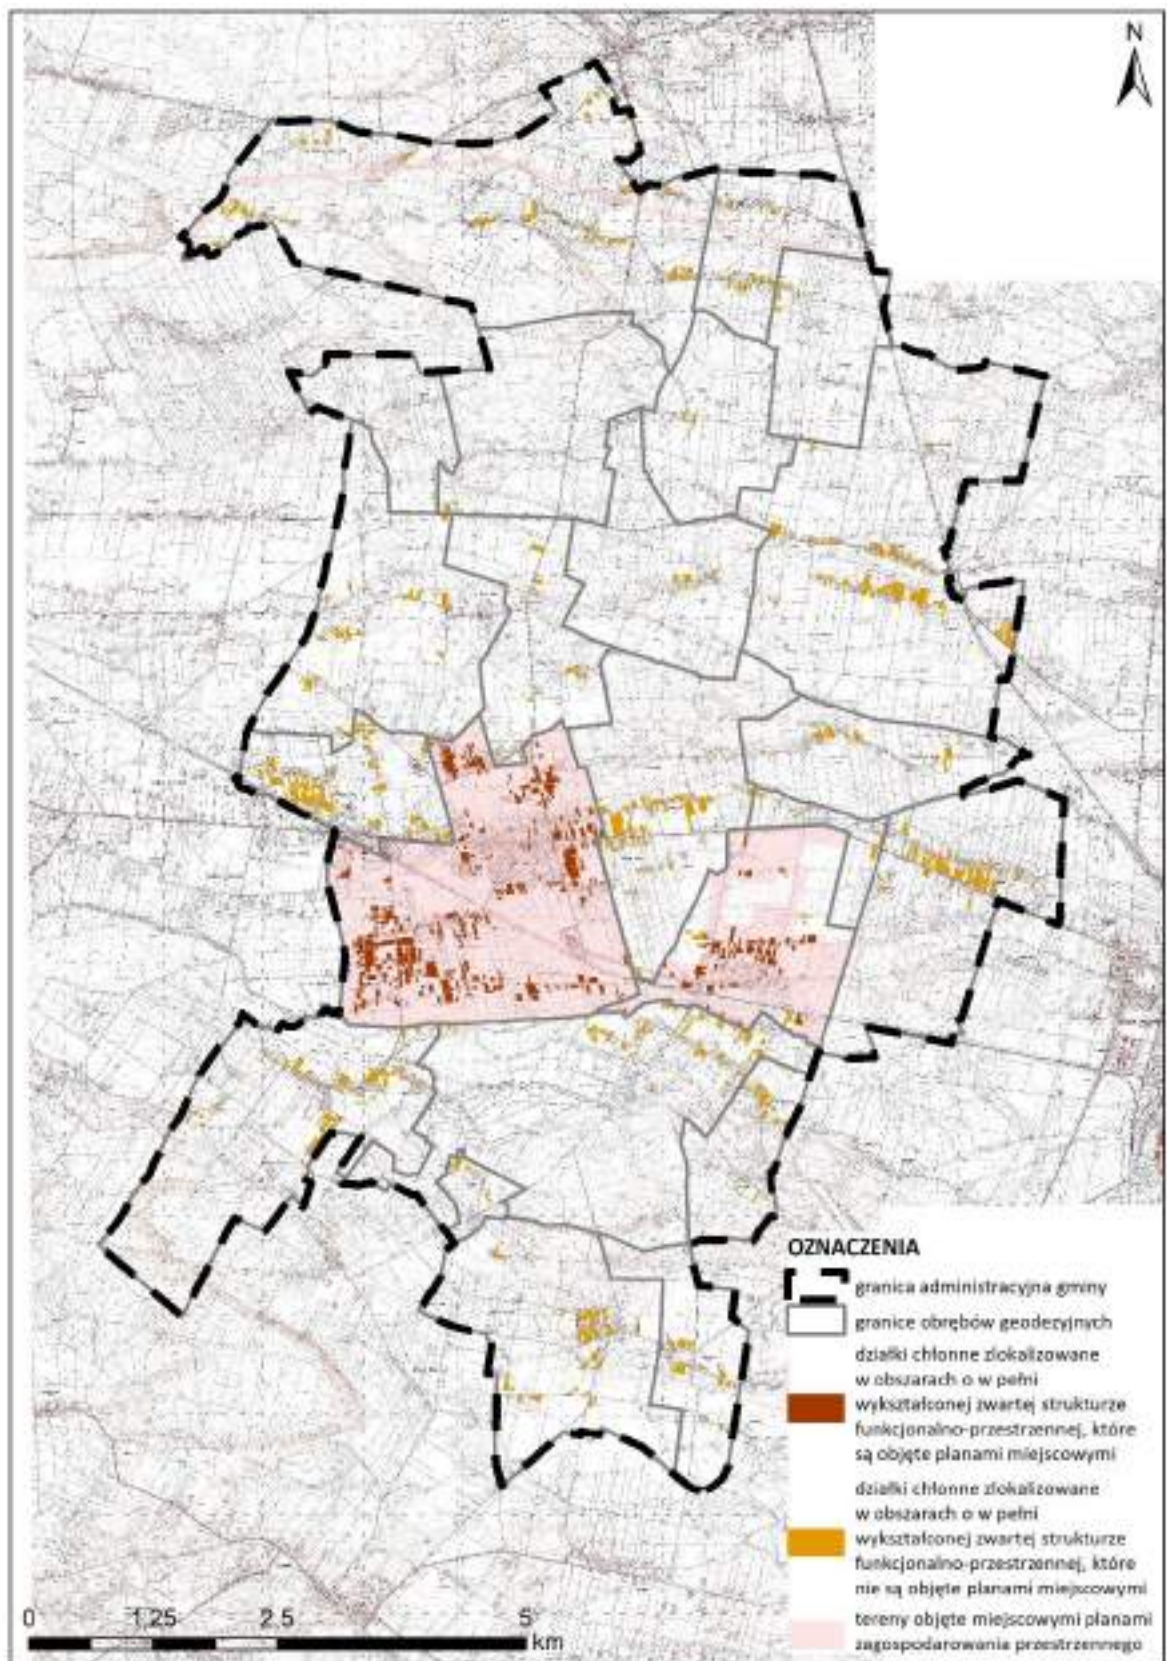 N
OZNACZENIA
granica administracyjna gminy
granice obrębów geodezyjnych
działki chłonne zlokalizowane
w obszarach o w pełni
wykształconej zwartej strukturze
funkcjonalno-przestrzennej, które
są objęte planami miejscowymi
działki chłonne zlokalizowane
w obszarach o w pełni
wykształconej zwartej strukturze
funkcjonalno-przestrzennej, które
nie są objęte planami miejscowymi
tereny objęte miejscowymi planami
zagospodarowania przestrzennego
0 1.25 2.5 5
km